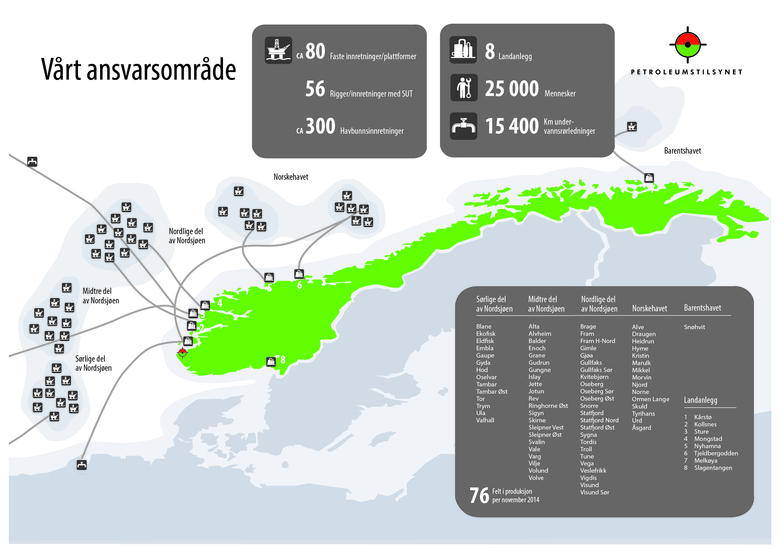 Vårt ansvarsområde
CA 80 Faste innretninger/plattformer
56 Rigger/innretninger med SUT
CA 300 Havbunnsinnretninger
8 Landanlegg
25 000 Mennesker
15 400 Km under-
vannsrørledninger
PETROLEUMSTILSYNET
Barentshavet
Norskehavet
Nordlige del
av Nordsjøen
Midtre del
av Nordsjøen
Sørlige del
av Nordsjøen
4
2
6
8
Sørlige del
av Nordsjøen
Blane
Ekofisk
Eldfisk
Embla
Gaupe
Gyda
Hod
Oselvar
Tambar
Tambar Øst
Tor
Trym
Ula
Valhall
Midtre del
av Nordsjøen
Alta
Alvheim
Balder
Enoch
Grane
Gudrun
Gungne
Islay
Jette
Jotun
Rev
Ringhorne Øst
Sigyn
Skirne
Sleipner Vest
Sleipner Øst
Svalin
Vale
Varg
Vilje
Volund
Volve
Nordlige del
av Nordsjøen
Brage
Fram
Fram H-Nord
Gimle
Gjøa
Gullfaks
Gullfaks Sør
Kvitebjørn
Oseberg
Oseberg Sør
Oseberg Øst
Snorre
Statfjord
Statfjord Nord
Statfjord Øst
Sygna
Tordis
Troll
Tune
Vega
Veslefrikk
Vigdis
Visund
Visund Sør
Norskehavet
Alve
Draugen
Heidrun
Hyme
Kristin
Marulk
Mikkel
Morvin
Njord
Norne
Ormen Lange
Skuld
Tyrihans
Urd
Åsgard
Barentshavet
Snøhvit
Landanlegg
1 Kårstø
2 Kollsnes
3 Sture
4 Mongstad
5 Nyhamna
6 Tjeldbergodden
7 Melkøya
8 Slagentangen
76 Felt i produksjon
per november 2014